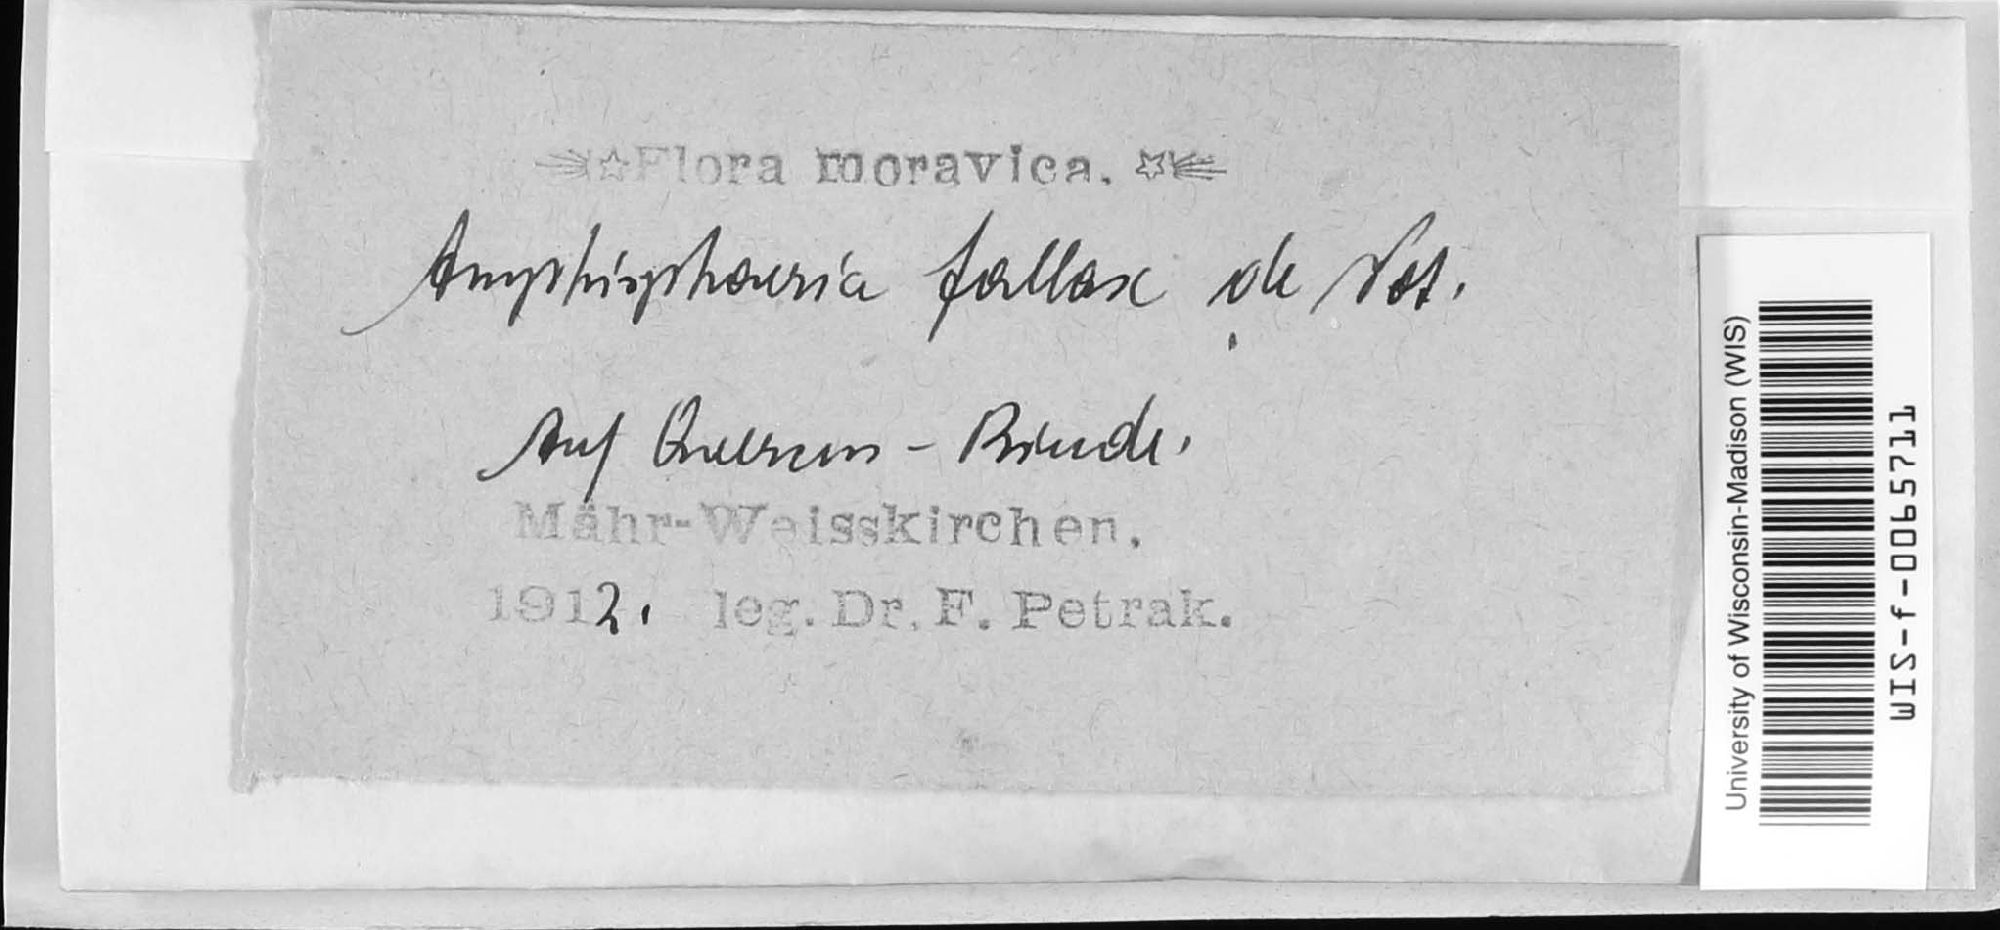 Flora moravica.
Amphisphaeria fallax de Not.
Auf Quercus - Rinde.
Mähr-Weisskirchen.
1912. leg. Dr. F. Petrak.
University of Wisconsin-Madison (WIS)
WIS-f-0065711